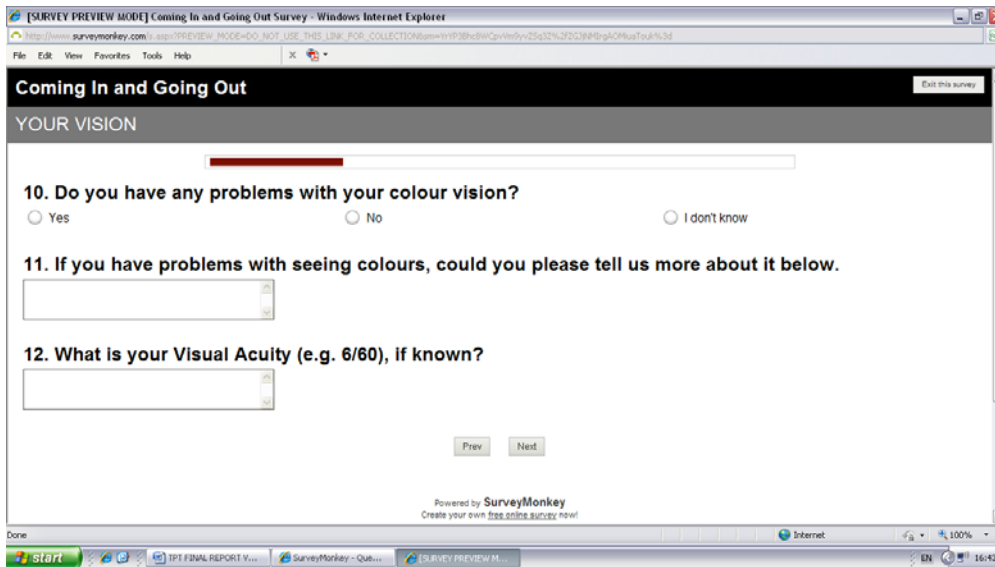 [SURVEY PREVIEW MODE] Coming In and Going Out Survey - Windows Internet Explorer
File Edit View Favorites Tools Help
Coming In and Going Out
Exit this survey
YOUR VISION
10. Do you have any problems with your colour vision?
Yes No I don't know
11. If you have problems with seeing colours, could you please tell us more about it below.
12. What is your Visual Acuity (e.g. 6/60), if known?
Prev Next
Powered by SurveyMonkey
Create your own free online survey now!
Done Internet 100%
start TPT FINAL REPORT V... SurveyMonkey - Que... [SURVEY PREVIEW M... EN 16:42